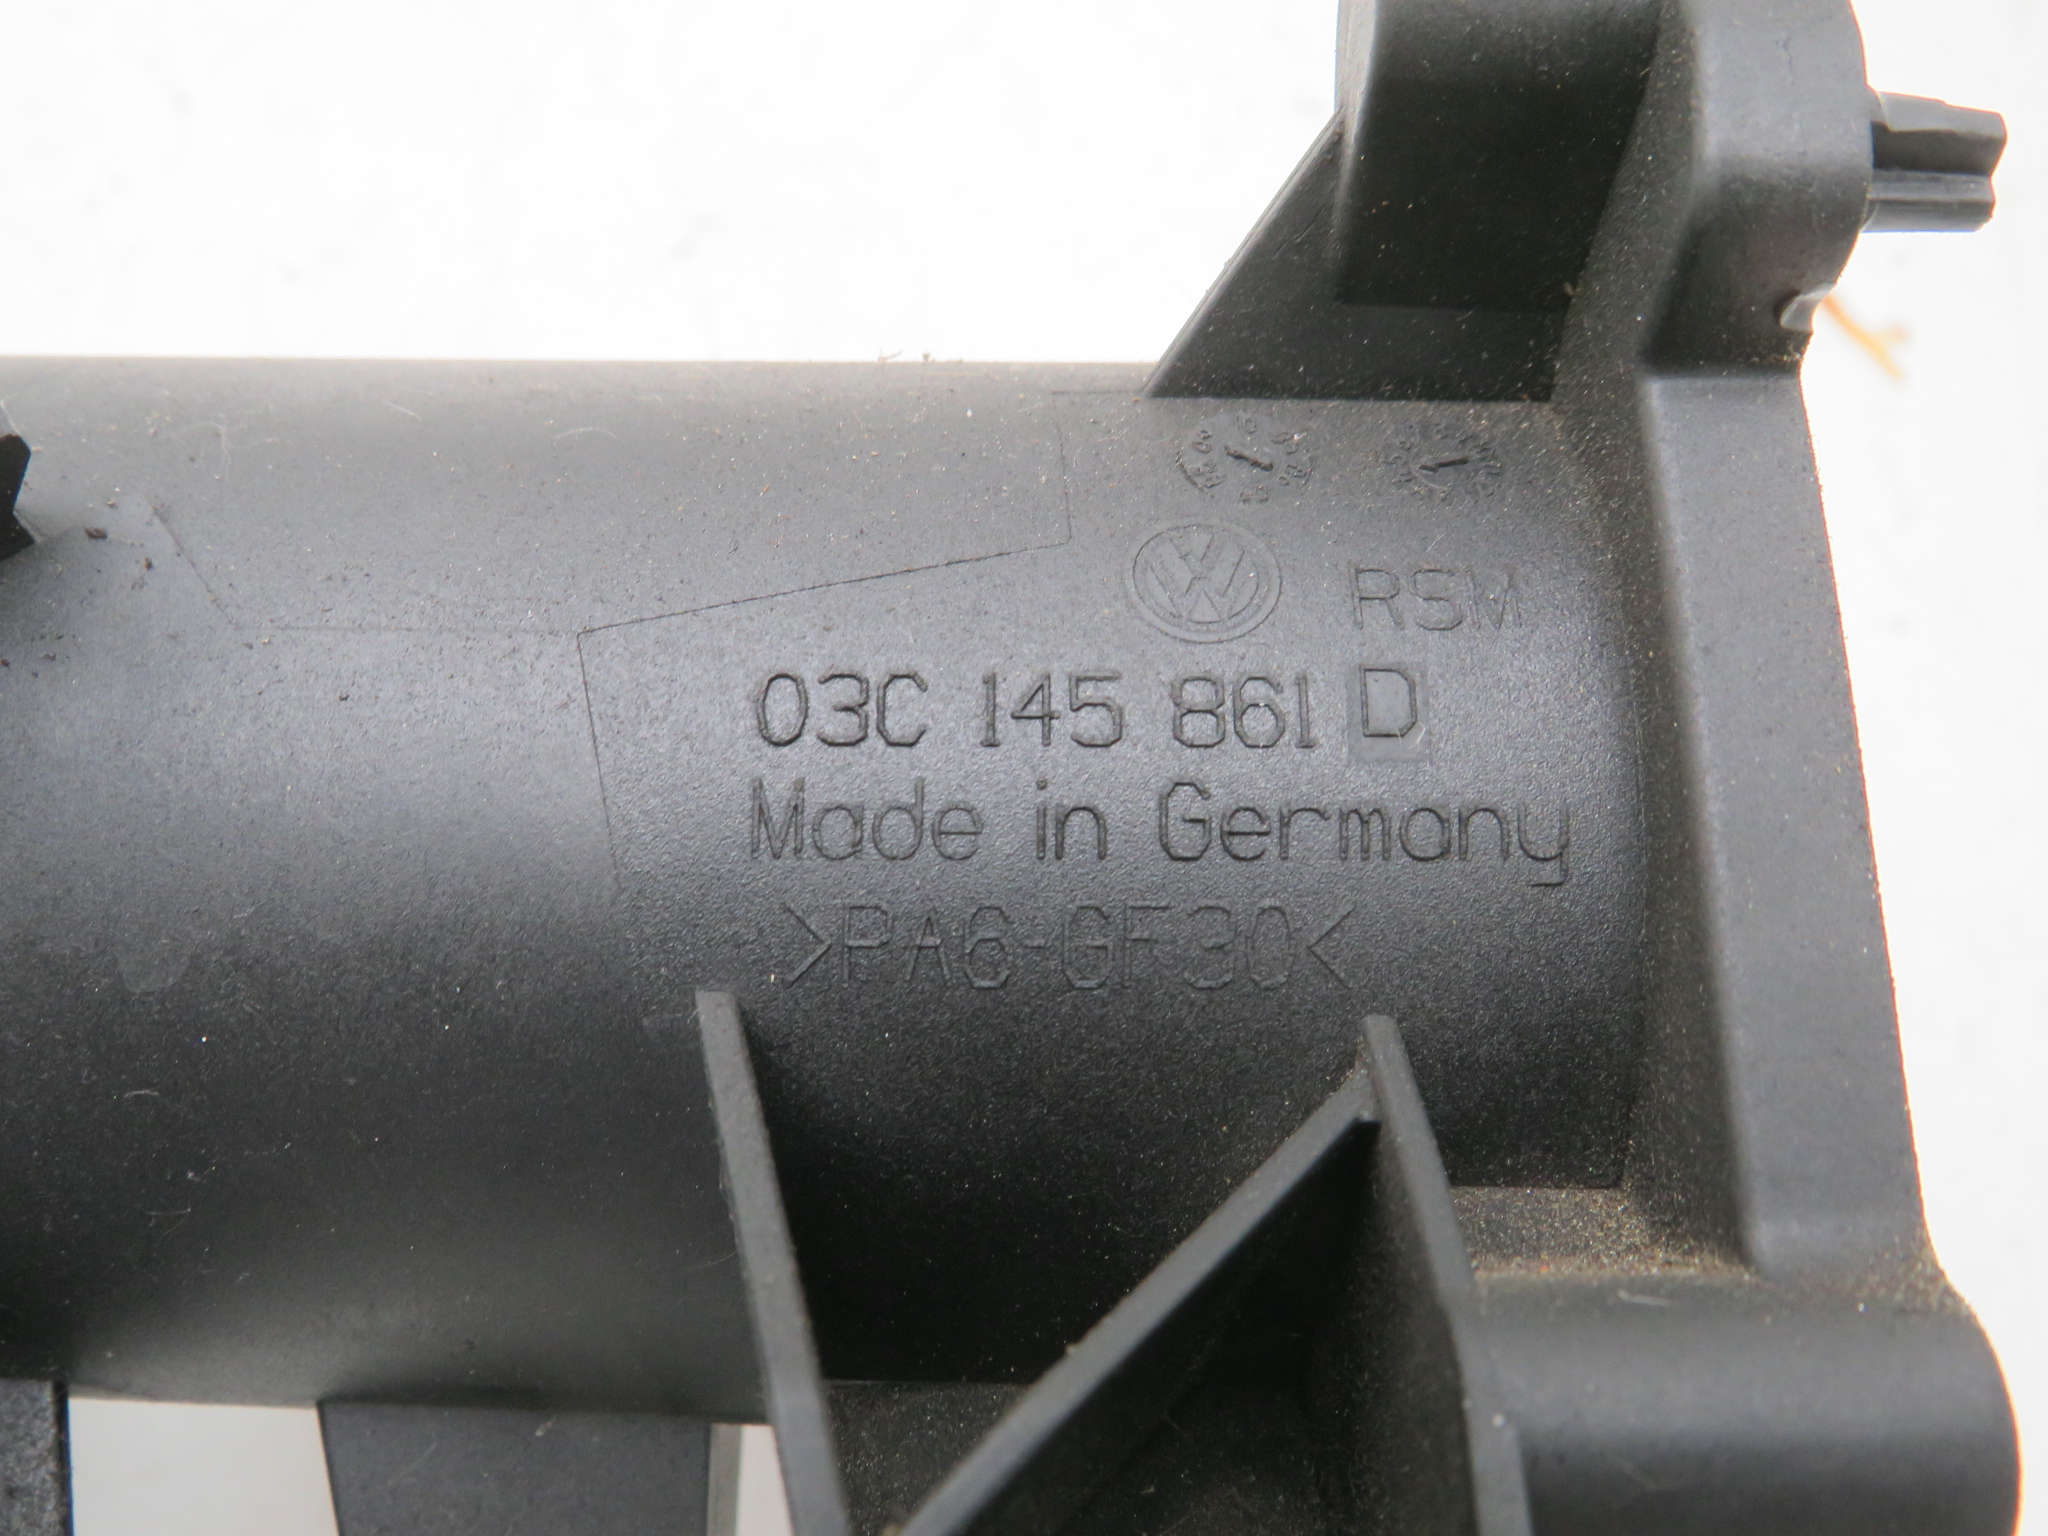 RSM
03C 145 861 D
Made in Germany
>PA6-GF30<